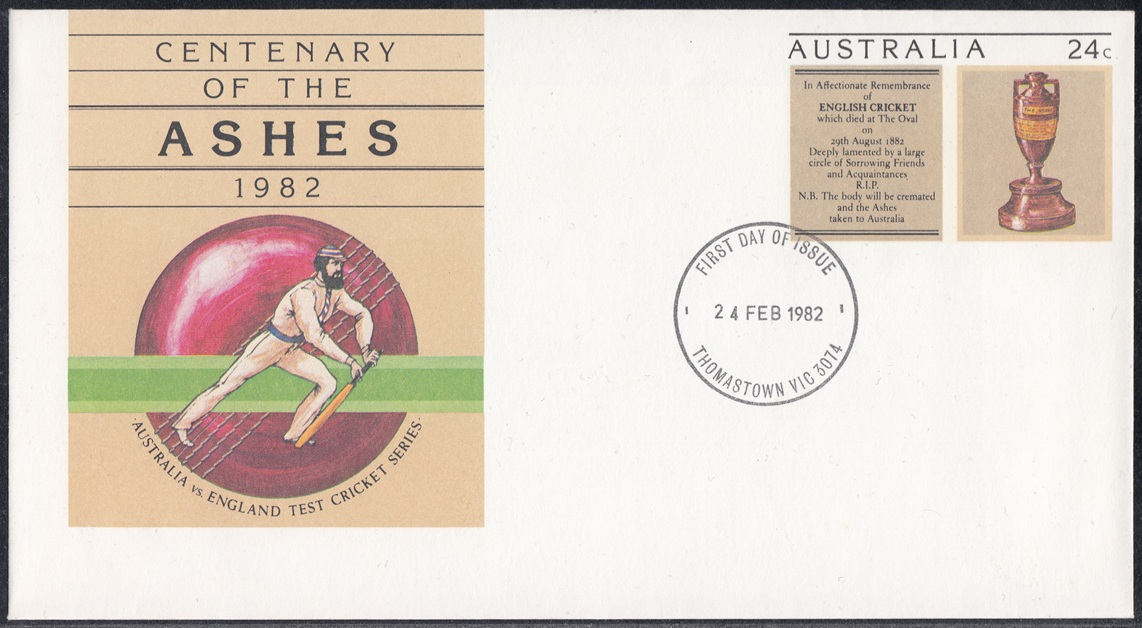 CENTENARY
OF THE
ASHES
1982
·AUSTRALIA vs. ENGLAND TEST CRICKET SERIES·
AUSTRALIA 24c
In Affectionate Remembrance
of
ENGLISH CRICKET
which died at The Oval
on
29th August 1882
Deeply lamented by a large
circle of Sorrowing Friends
and Acquaintances
R.I.P.
N.B. The body will be cremated
and the Ashes
taken to Australia
FIRST DAY OF ISSUE
24 FEB 1982
THOMASTOWN VIC 3074